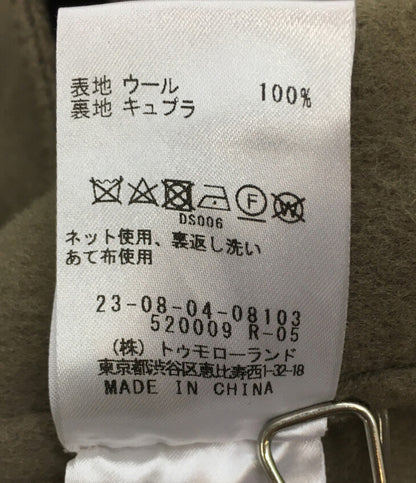 表地 ウール 100%
裏地 キュプラ
DS006
ネット使用、裏返し洗い
あて布使用
23-08-04-08103
520009 R-05
（株）トゥモローランド
東京都渋谷区恵比寿西1-32-18
MADE IN CHINA